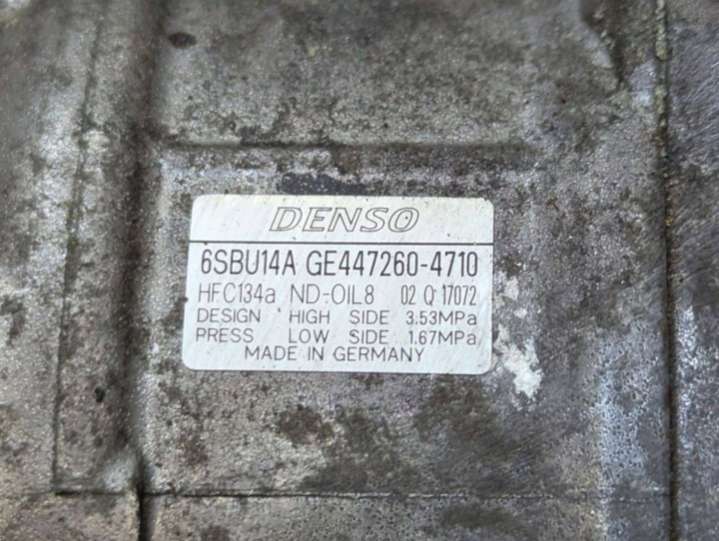 DENSO
6SBU14A GE447260-4710
HFC134a ND-OIL8 02 Q 17072
DESIGN HIGH SIDE 3.53MPa
PRESS LOW SIDE 1.67MPa
MADE IN GERMANY